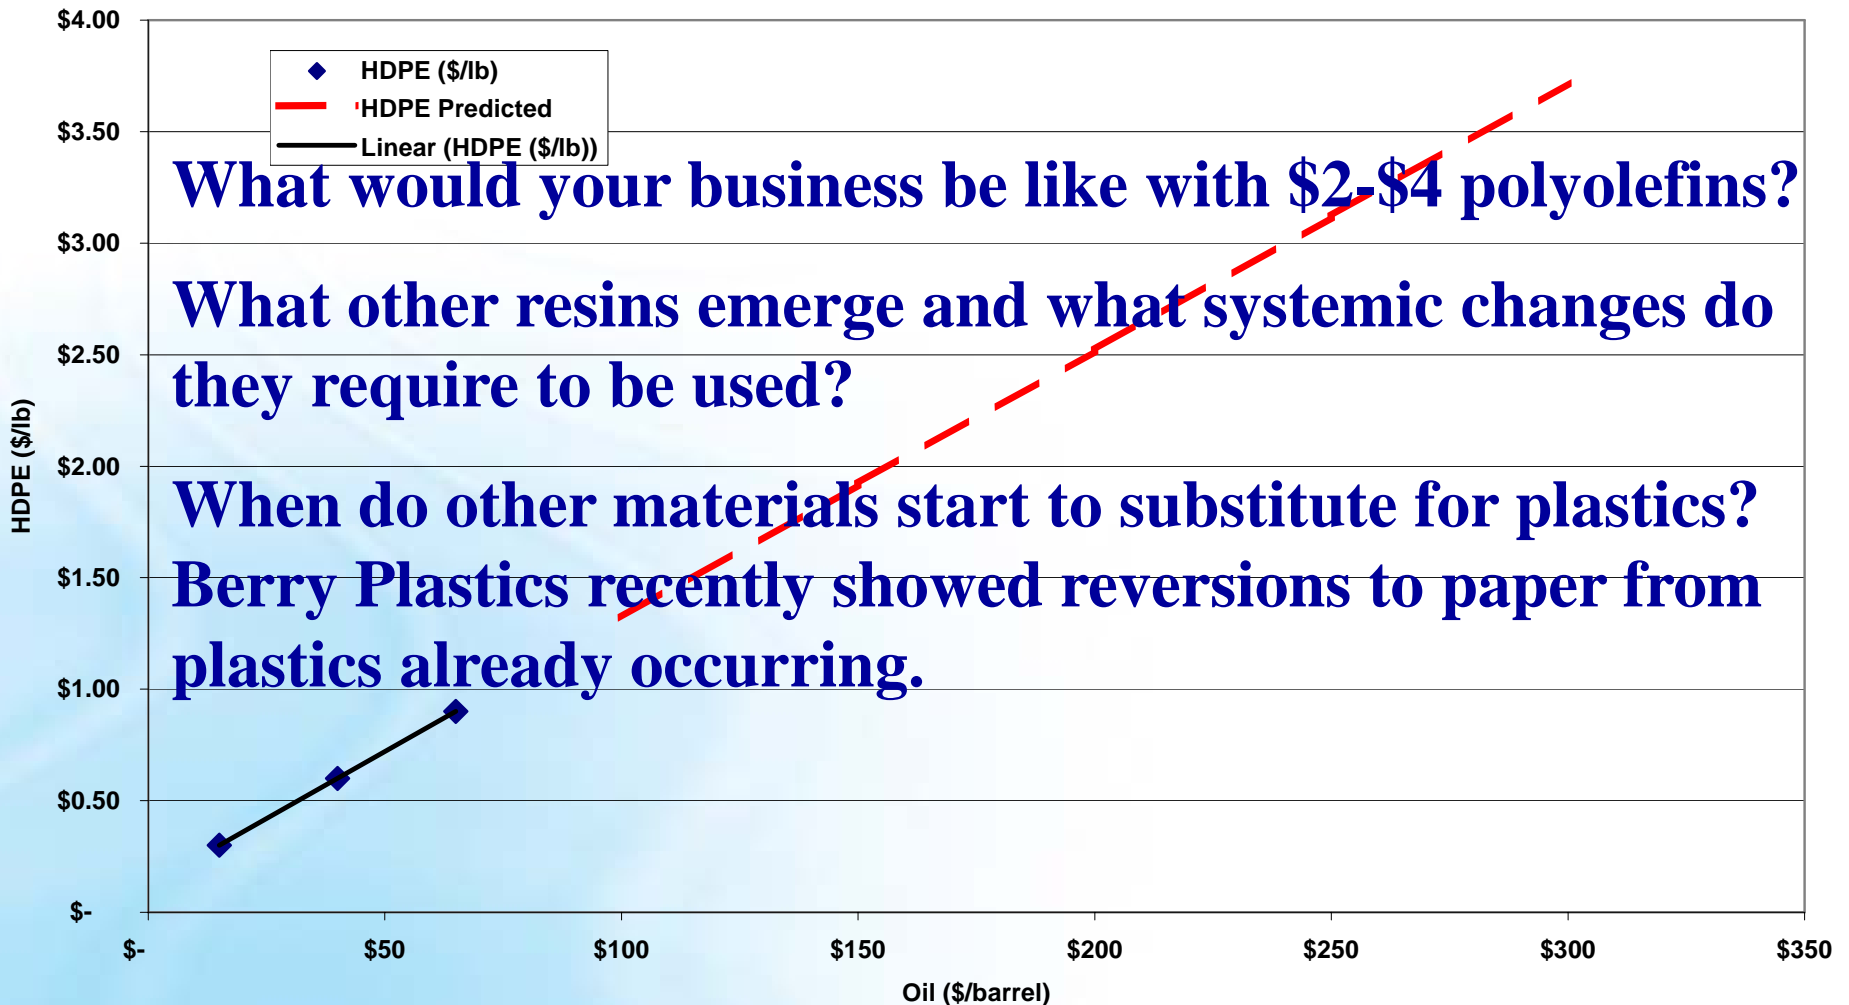 $4.00
HDPE ($/lb)
HDPE Predicted
Linear (HDPE ($/lb))
$3.50
What would your business be like with $2-$4 polyolefins?
$3.00
What other resins emerge and what systemic changes do
$2.50
they require to be used?
HDPE ($/lb)
$2.00
When do other materials start to substitute for plastics?
$1.50
Berry Plastics recently showed reversions to paper from
plastics already occurring.
$1.00
$0.50
$-
$- $50 $100 $150 $200 $250 $300 $350
Oil ($/barrel)